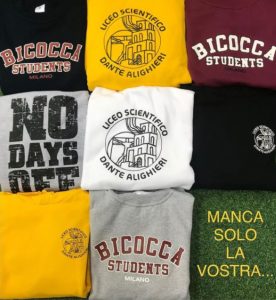 BICOCCA
STUDENTS
MILANO
LICEO SCIENTIFICO
DANTE ALIGHIERI
BICOCCA
STUDENTS
NO
DAYS
OFF
LICEO SCIENTIFICO
DANTE ALIGHIERI
BICOCCA
STUDENTS
MILANO
MANCA
SOLO
LA
VOSTRA...